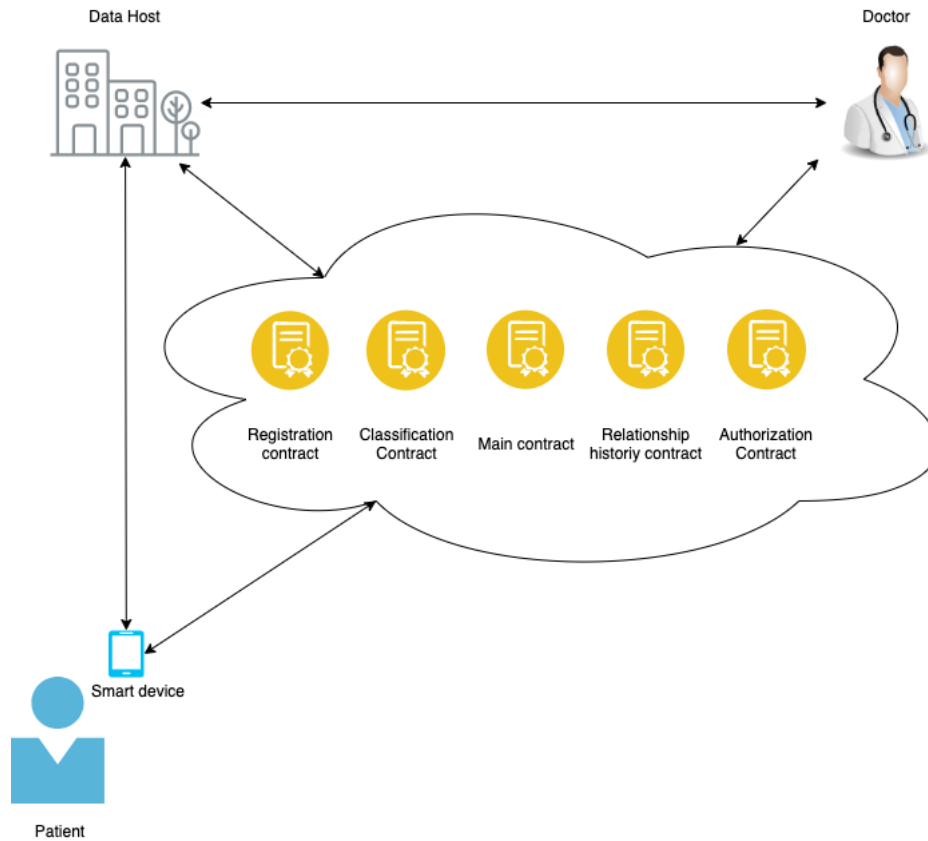 Data Host
Doctor
Registration
contract
Classification
Contract
Main contract
Relationship
historiy contract
Authorization
Contract
Smart device
Patient